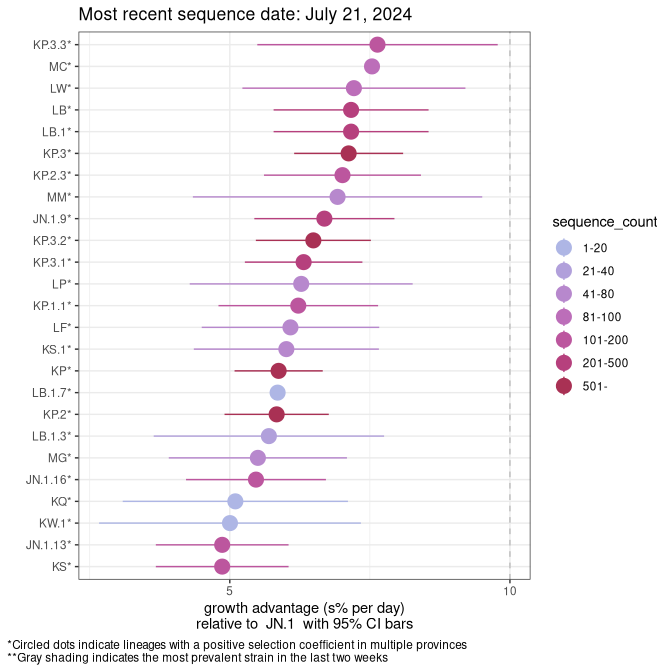 Most recent sequence date: July 21, 2024
KP.3.3*
MC*
LW*
LB*
LB.1*
KP.3*
KP.2.3*
MM*
JN.1.9*
KP.3.2*
KP.3.1*
LP*
KP.1.1*
LF*
KS.1*
KP*
LB.1.7*
KP.2*
LB.1.3*
MG*
JN.1.16*
KQ*
KW.1*
JN.1.13*
KS*
5 10
growth advantage (s% per day)
relative to JN.1 with 95% CI bars
sequence_count
1-20
21-40
41-80
81-100
101-200
201-500
501-
*Circled dots indicate lineages with a positive selection coefficient in multiple provinces
**Gray shading indicates the most prevalent strain in the last two weeks